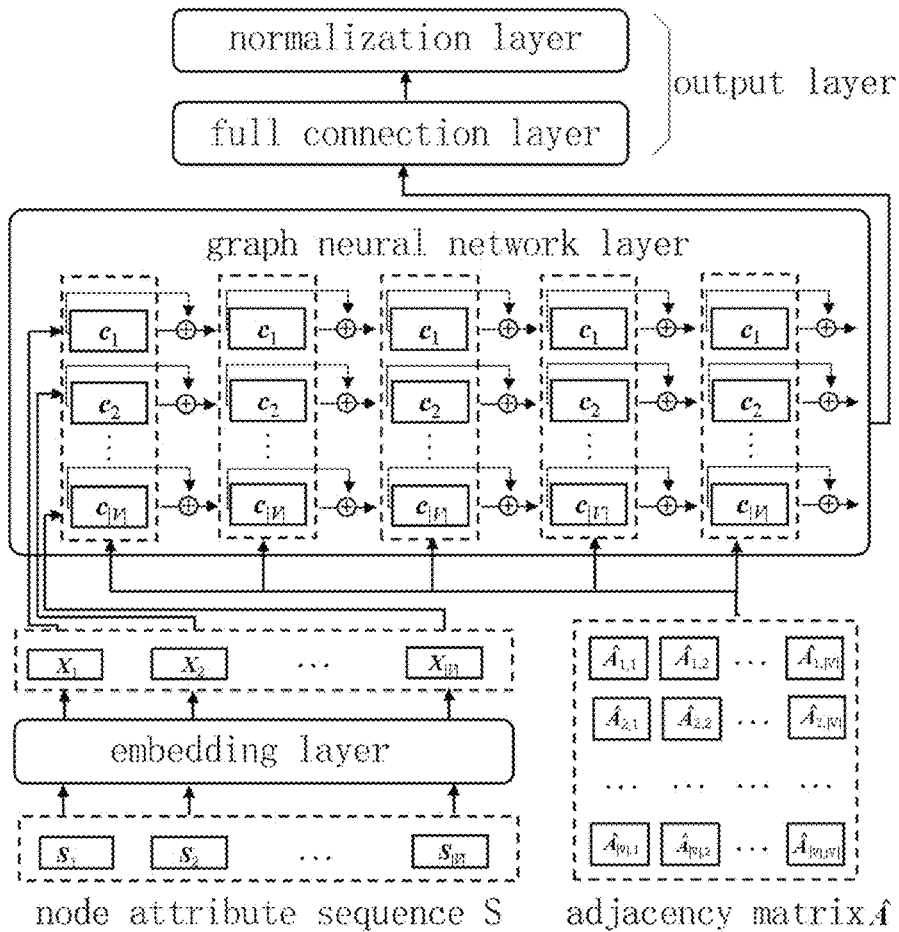 normalization layer
full connection layer
output layer
graph neural network layer
c₁ ⊕ c₁ ⊕ c₁ ⊕ c₁ ⊕ c₁ ⊕
c₂ ⊕ c₂ ⊕ c₂ ⊕ c₂ ⊕ c₂ ⊕
⋮ ⋮ ⋮ ⋮ ⋮
c|V| ⊕ c|V| ⊕ c|V| ⊕ c|V| ⊕ c|V| ⊕
X₁ X₂ ... X|V|
embedding layer
S₁ S₂ ... S|V|
node attribute sequence S
Â₁,₁ Â₁,₂ ... Â₁,|V|
Â₂,₁ Â₂,₂ ... Â₂,|V|
... ... ... ...
Â|V|,₁ Â|V|,₂ ... Â|V|,|V|
adjacency matrix Â